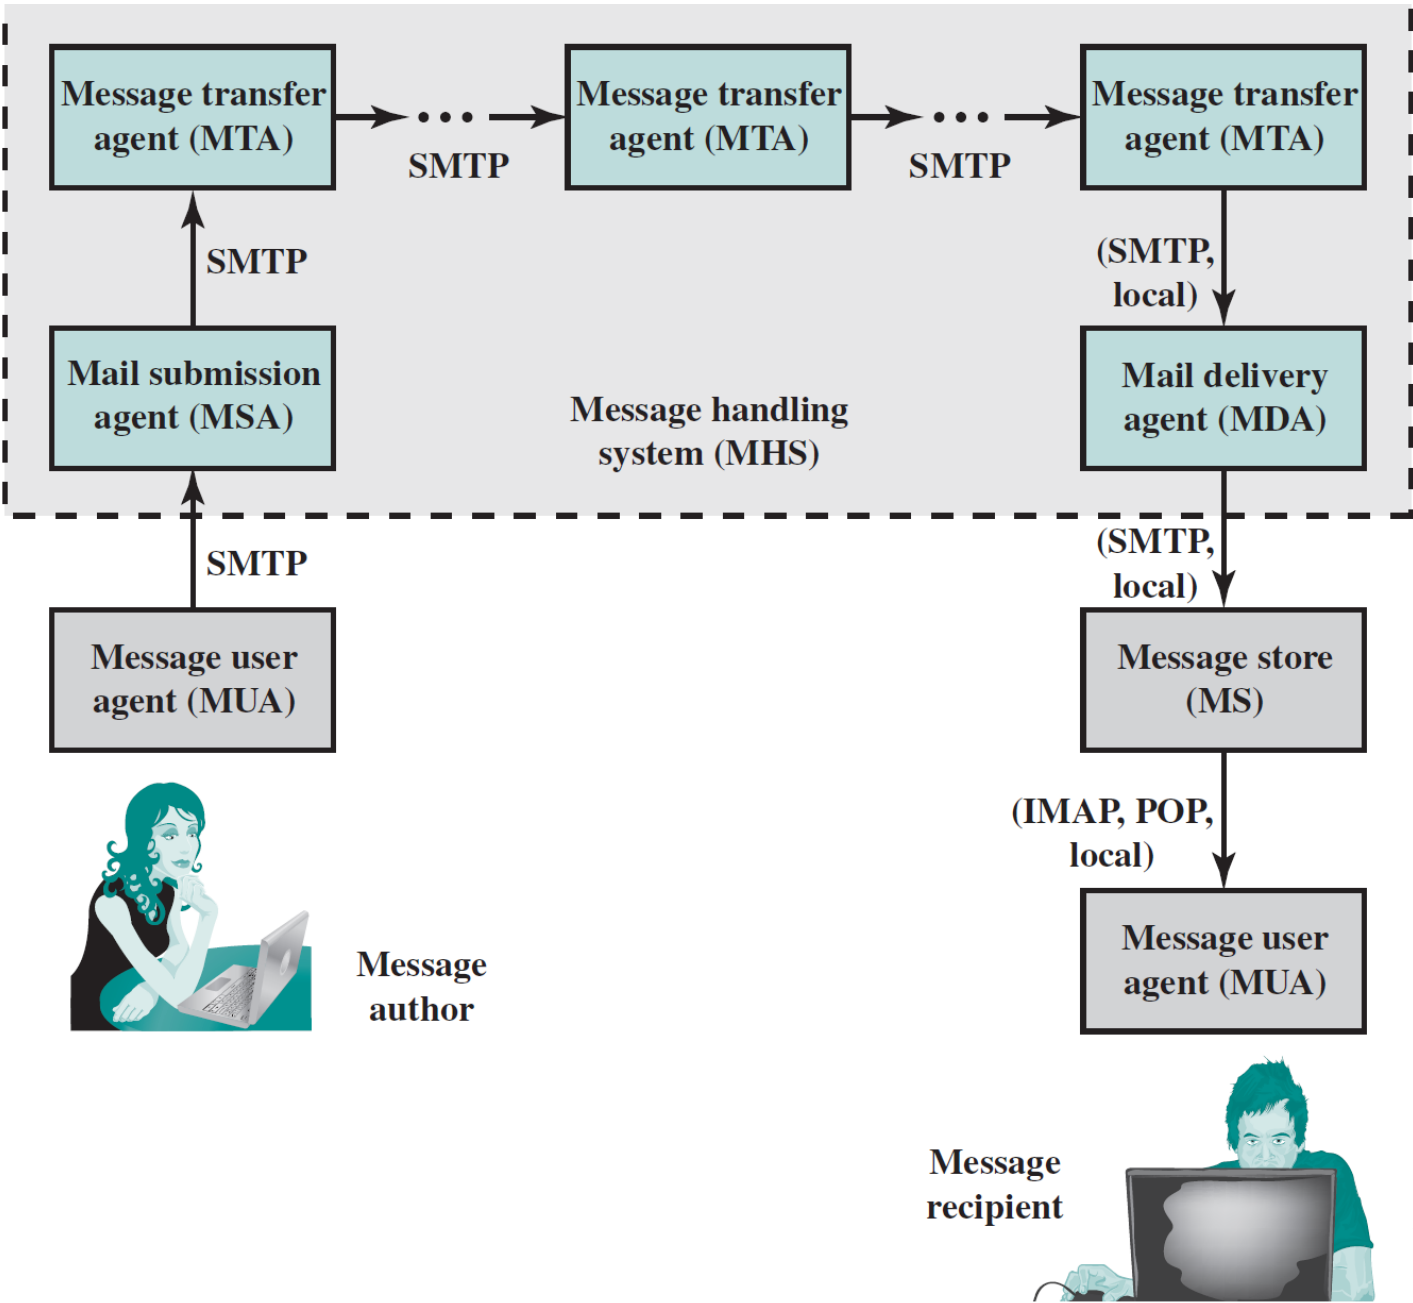 Message transfer
agent (MTA)
SMTP
Message transfer
agent (MTA)
SMTP
Message transfer
agent (MTA)
SMTP
(SMTP,
local)
Mail submission
agent (MSA)
Message handling
system (MHS)
Mail delivery
agent (MDA)
SMTP
(SMTP,
local)
Message user
agent (MUA)
Message store
(MS)
(IMAP, POP,
local)
Message
author
Message user
agent (MUA)
Message
recipient